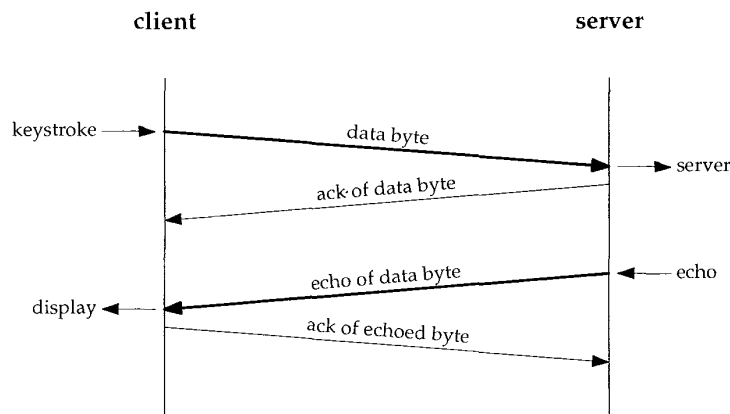 client
server
keystroke
data byte
server
ack of data byte
echo of data byte
echo
display
ack of echoed byte